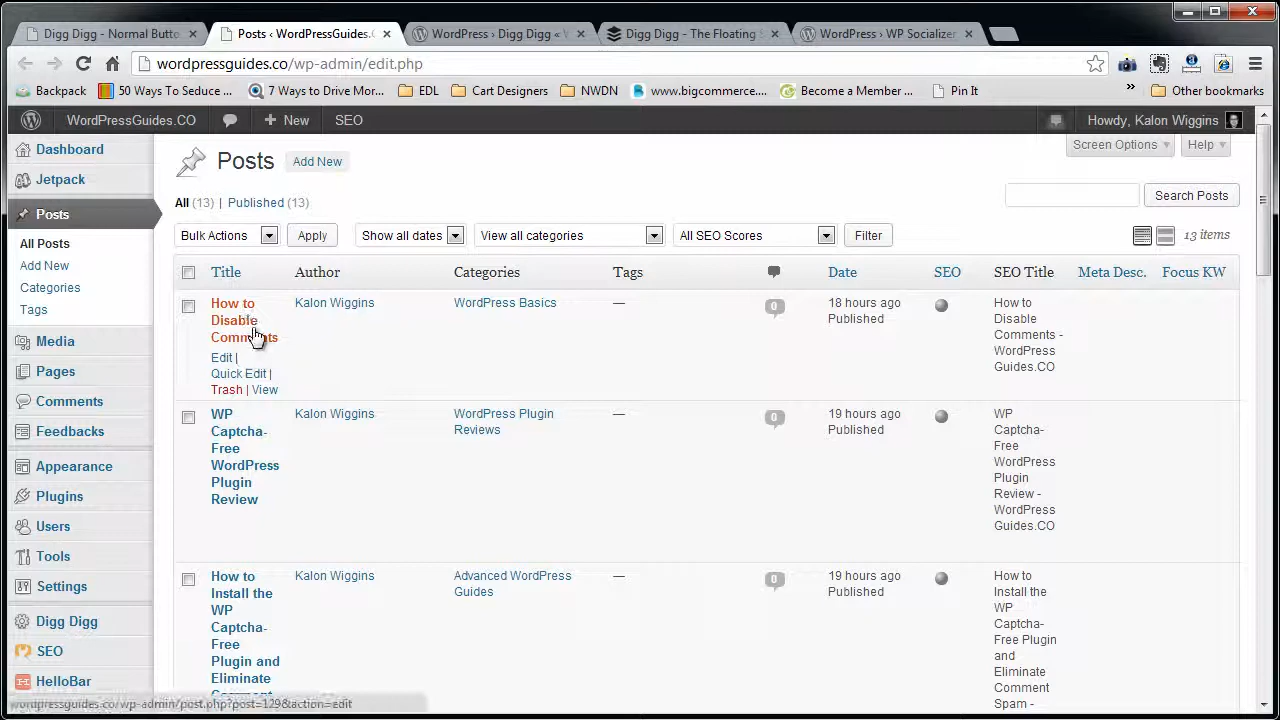 Digg Digg - Normal Butto
Posts ‹ WordPressGuides.C
WordPress › Digg Digg « V
Digg Digg - The Floating S
WordPress › WP Socializer
wordpressguides.co/wp-admin/edit.php
Backpack
50 Ways To Seduce ...
7 Ways to Drive Mor...
EDL
Cart Designers
NWDN
www.bigcommerce....
Become a Member ...
Pin It
Other bookmarks
WordPressGuides.CO
+ New
SEO
Howdy, Kalon Wiggins
Dashboard
Jetpack
Posts
All Posts
Add New
Categories
Tags
Media
Pages
Comments
Feedbacks
Appearance
Plugins
Users
Tools
Settings
Digg Digg
SEO
HelloBar
Posts Add New
Screen Options
Help
All (13) | Published (13)
Search Posts
Bulk Actions
Apply
Show all dates
View all categories
All SEO Scores
Filter
13 items
Title Author Categories Tags Date SEO SEO Title Meta Desc. Focus KW
How to
Disable
Comments
Edit |
Quick Edit |
Trash | View
Kalon Wiggins
WordPress Basics
—
0
18 hours ago
Published
How to
Disable
Comments -
WordPress
Guides.CO
WP
Captcha-
Free
WordPress
Plugin
Review
Kalon Wiggins
WordPress Plugin
Reviews
—
0
19 hours ago
Published
WP
Captcha-
Free
WordPress
Plugin
Review -
WordPress
Guides.CO
How to
Install the
WP
Captcha-
Free
Plugin and
Eliminate
Comment
Kalon Wiggins
Advanced WordPress
Guides
—
0
19 hours ago
Published
How to
Install the
WP
Captcha-
Free Plugin
and
Eliminate
Comment
Spam -
wordpressguides.co/wp-admin/post.php?post=129&action=edit